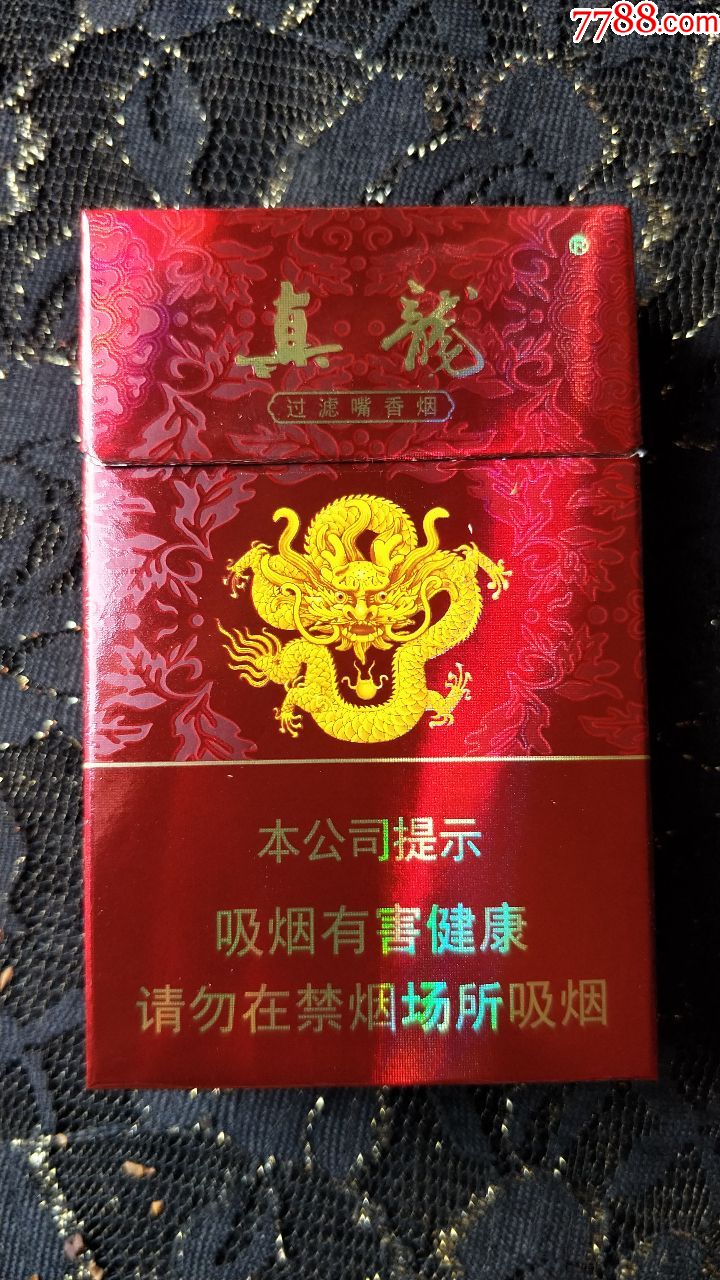 7788.com
真龍
®
过滤嘴香烟
本公司提示
吸烟有害健康
请勿在禁烟场所吸烟